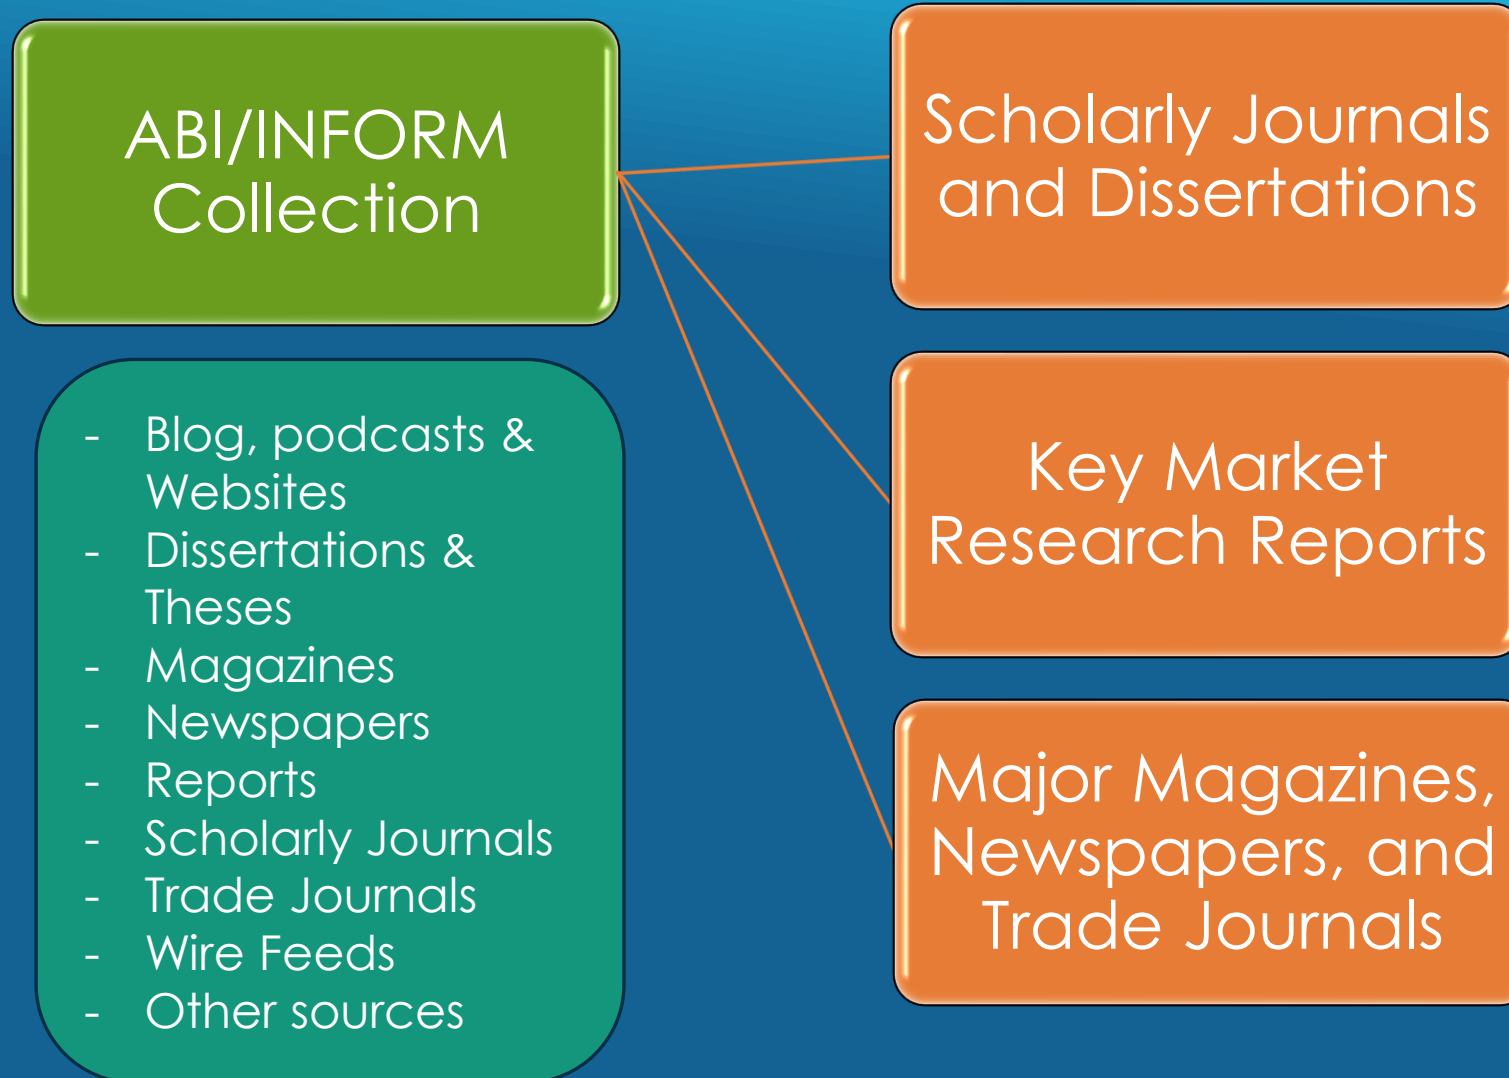 ABI/INFORM
Collection
- Blog, podcasts &
Websites
- Dissertations &
Theses
- Magazines
- Newspapers
- Reports
- Scholarly Journals
- Trade Journals
- Wire Feeds
- Other sources
Scholarly Journals
and Dissertations
Key Market
Research Reports
Major Magazines,
Newspapers, and
Trade Journals